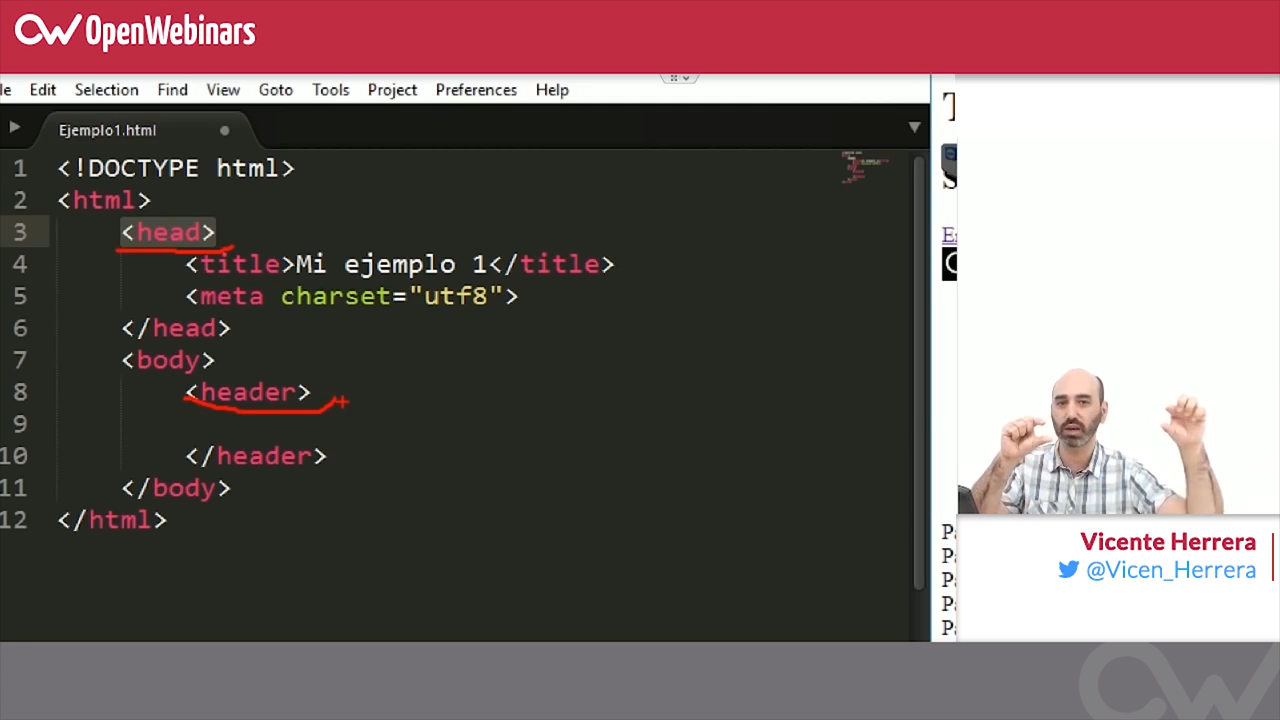 OpenWebinars
le Edit Selection Find View Goto Tools Project Preferences Help
Ejemplo1.html
1 <!DOCTYPE html>
2 <html>
3 <head>
4 <title>Mi ejemplo 1</title>
5 <meta charset="utf8">
6 </head>
7 <body>
8 <header>
9
10 </header>
11 </body>
12 </html>
Vicente Herrera
@Vicen_Herrera